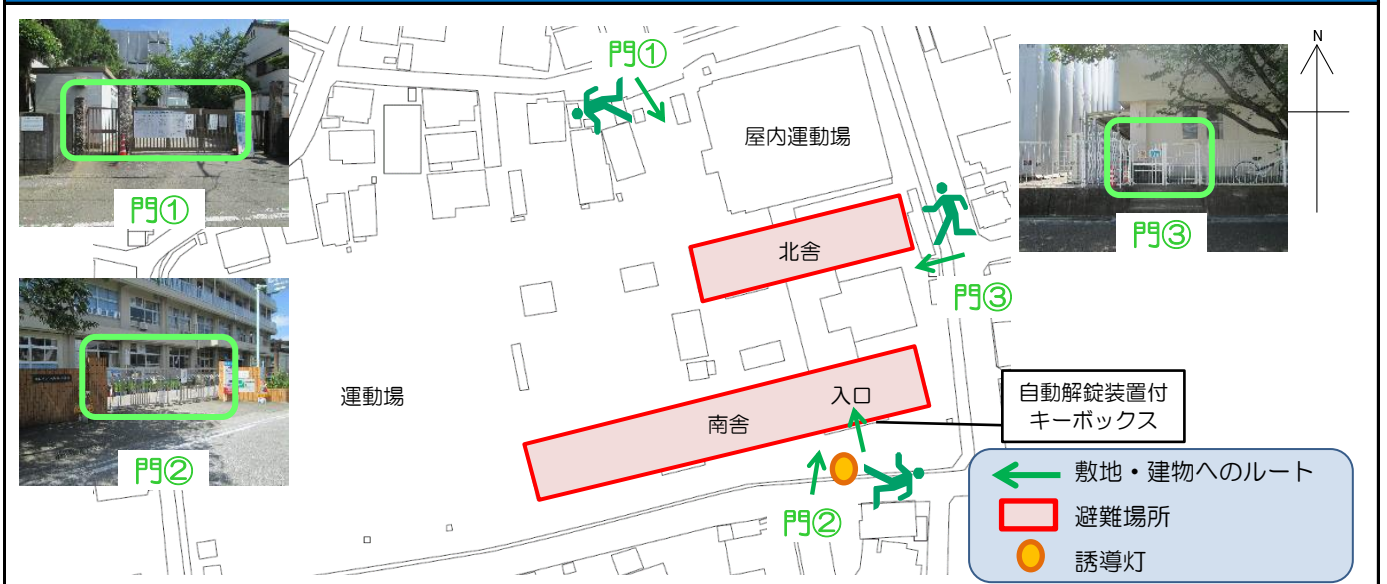 門①
屋内運動場
N
門①
門③
北舎
門③
運動場
入口
南舎
自動解錠装置付
キーボックス
門②
門②
敷地・建物へのルート
避難場所
誘導灯